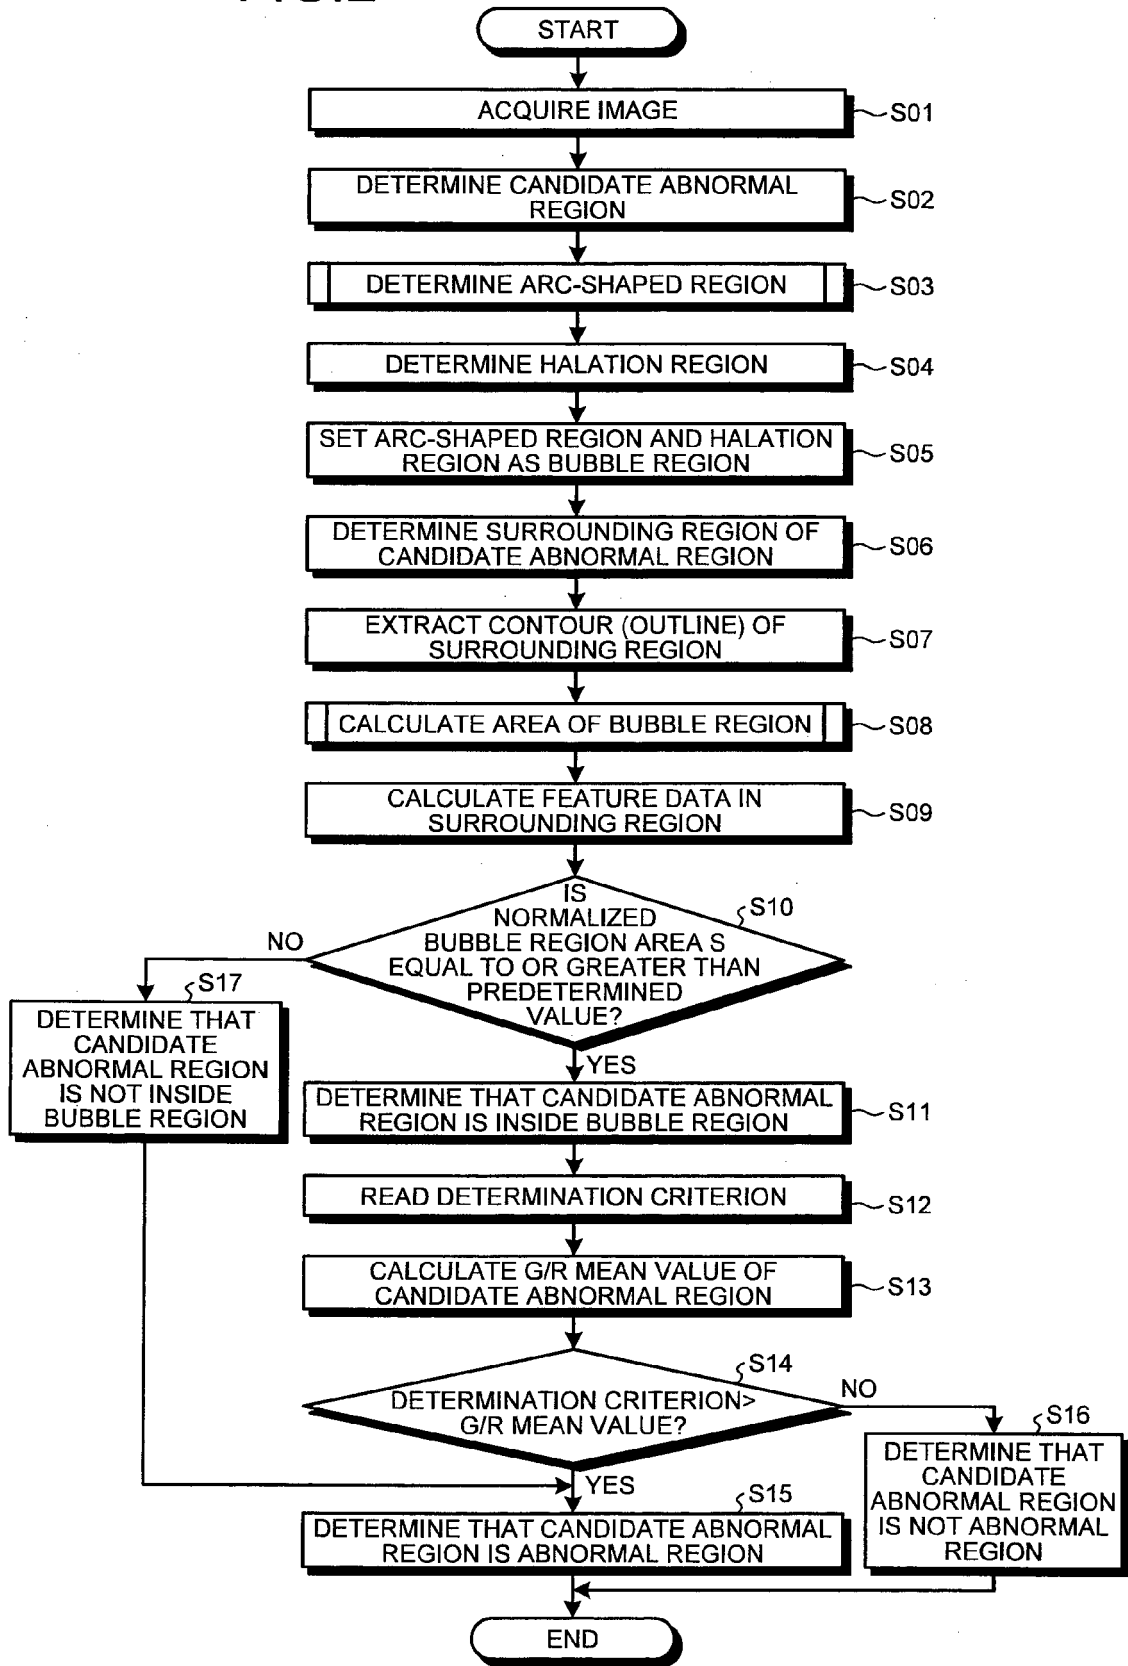 START
ACQUIRE IMAGE
S01
DETERMINE CANDIDATE ABNORMAL
REGION
S02
DETERMINE ARC-SHAPED REGION
S03
DETERMINE HALATION REGION
S04
SET ARC-SHAPED REGION AND HALATION
REGION AS BUBBLE REGION
S05
DETERMINE SURROUNDING REGION OF
CANDIDATE ABNORMAL REGION
S06
EXTRACT CONTOUR (OUTLINE) OF
SURROUNDING REGION
S07
CALCULATE AREA OF BUBBLE REGION
S08
CALCULATE FEATURE DATA IN
SURROUNDING REGION
S09
IS
NORMALIZED
BUBBLE REGION AREA S
EQUAL TO OR GREATER THAN
PREDETERMINED
VALUE?
S10
NO
S17
DETERMINE THAT
CANDIDATE
ABNORMAL REGION
IS NOT INSIDE
BUBBLE REGION
YES
DETERMINE THAT CANDIDATE ABNORMAL
REGION IS INSIDE BUBBLE REGION
S11
READ DETERMINATION CRITERION
S12
CALCULATE G/R MEAN VALUE OF
CANDIDATE ABNORMAL REGION
S13
DETERMINATION CRITERION>
G/R MEAN VALUE?
S14
NO
S16
DETERMINE THAT
CANDIDATE
ABNORMAL REGION
IS NOT ABNORMAL
REGION
YES
S15
DETERMINE THAT CANDIDATE ABNORMAL
REGION IS ABNORMAL REGION
END